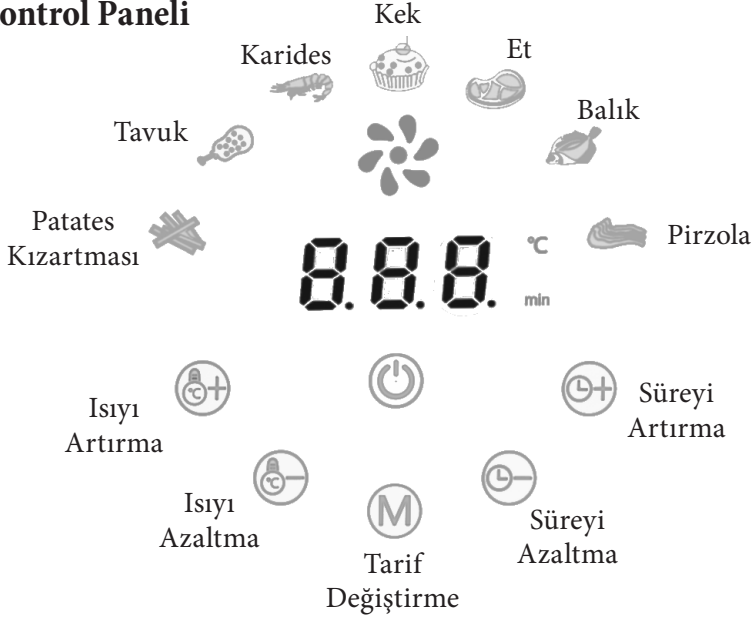 ontrol Paneli
Kek
Karides
Et
Tavuk
Balık
Patates
Kızartması
Pirzola
8.8.8.
°C
min
°C+
Isıyı
Artırma
+
Süreyi
Artırma
°C−
Isıyı
Azaltma
M
Tarif
Değiştirme
−
Süreyi
Azaltma